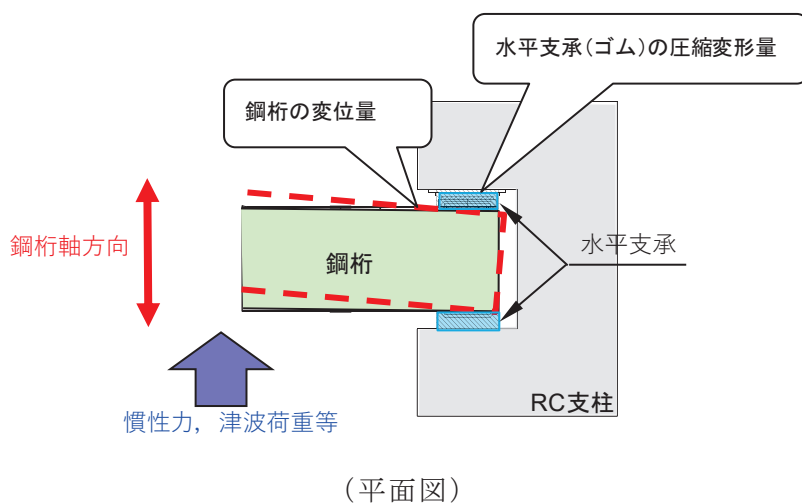 水平支承(ゴム)の圧縮変形量
鋼桁の変位量
鋼桁軸方向
鋼桁
水平支承
慣性力，津波荷重等
RC支柱
(平面図)